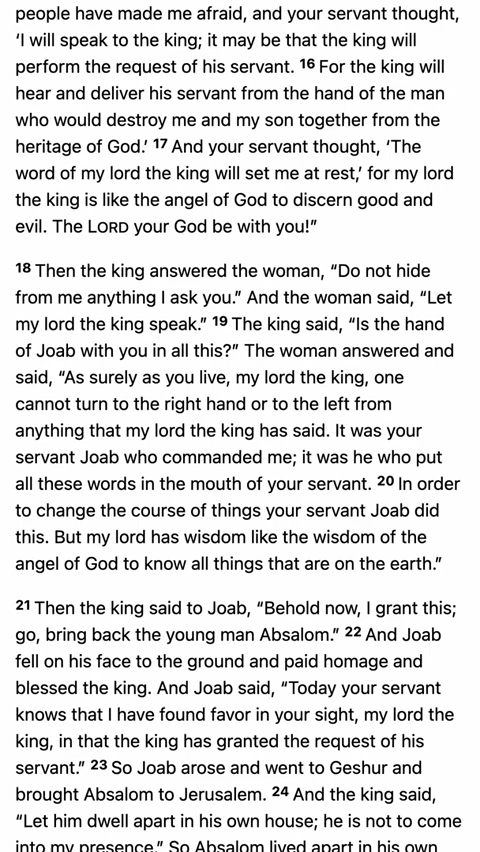 people have made me afraid, and your servant thought,
‘I will speak to the king; it may be that the king will
perform the request of his servant. 16 For the king will
hear and deliver his servant from the hand of the man
who would destroy me and my son together from the
heritage of God.’ 17 And your servant thought, ‘The
word of my lord the king will set me at rest,’ for my lord
the king is like the angel of God to discern good and
evil. The LORD your God be with you!”
18 Then the king answered the woman, “Do not hide
from me anything I ask you.” And the woman said, “Let
my lord the king speak.” 19 The king said, “Is the hand
of Joab with you in all this?” The woman answered and
said, “As surely as you live, my lord the king, one
cannot turn to the right hand or to the left from
anything that my lord the king has said. It was your
servant Joab who commanded me; it was he who put
all these words in the mouth of your servant. 20 In order
to change the course of things your servant Joab did
this. But my lord has wisdom like the wisdom of the
angel of God to know all things that are on the earth.”
21 Then the king said to Joab, “Behold now, I grant this;
go, bring back the young man Absalom.” 22 And Joab
fell on his face to the ground and paid homage and
blessed the king. And Joab said, “Today your servant
knows that I have found favor in your sight, my lord the
king, in that the king has granted the request of his
servant.” 23 So Joab arose and went to Geshur and
brought Absalom to Jerusalem. 24 And the king said,
“Let him dwell apart in his own house; he is not to come
into my presence.” So Absalom lived apart in his own